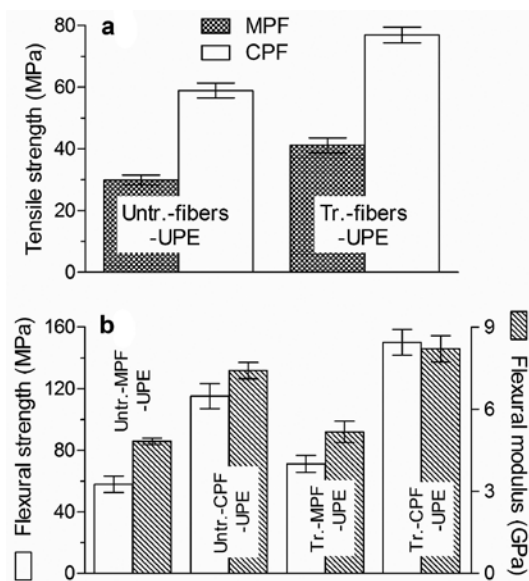 a
MPF
CPF
Tensile strength (MPa)
80
60
40
20
0
Untr.-fibers
-UPE
Tr.-fibers
-UPE
b
Flexural strength (MPa)
160
120
80
60
0
Untr.-MPF
-UPE
Untr.-CPF
-UPE
Tr.-MPF
-UPE
Tr.-CPF
-UPE
9
6
3
0
Flexural modulus (GPa)